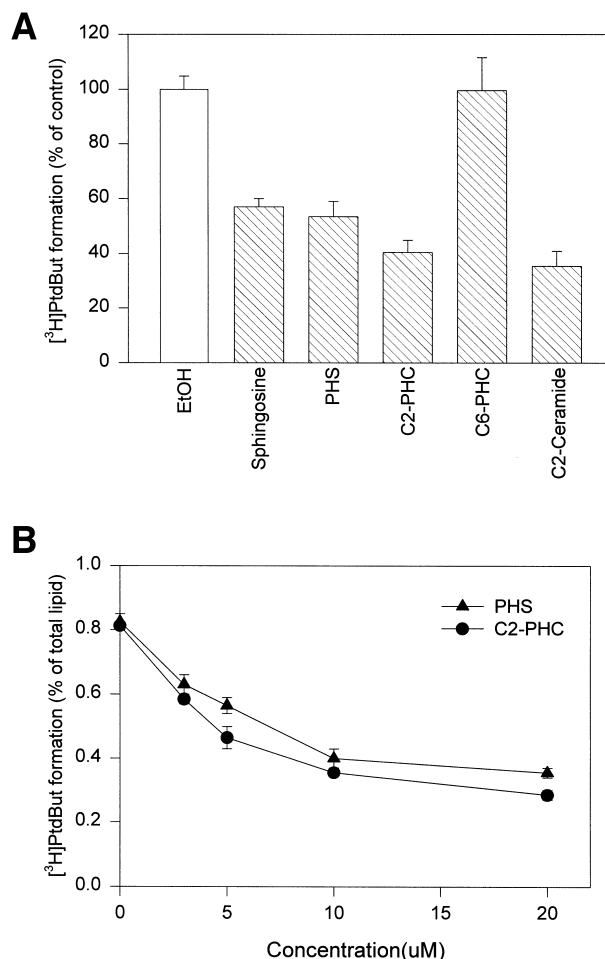 A
[³H]PtdBut formation (% of control)
120
100
80
60
40
20
0
EtOH
Sphingosine
PHS
C2-PHC
C6-PHC
C2-Ceramide
B
[³H]PtdBut formation (% of total lipid)
1.0
0.8
0.6
0.4
0.2
0.0
PHS
C2-PHC
0
5
10
15
20
Concentration(uM)